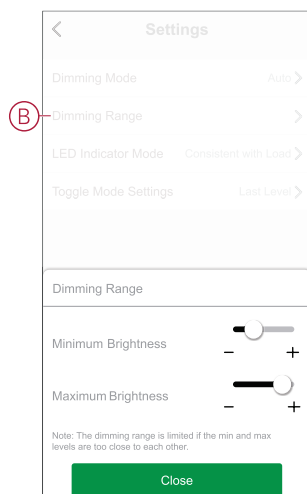 Settings
Dimming Mode Auto
B Dimming Range
LED Indicator Mode Consistent with Load
Toggle Mode Settings Last Level
Dimming Range
Minimum Brightness
- +
Maximum Brightness
- +
Note: The dimming range is limited if the min and max
levels are too close to each other.
Close